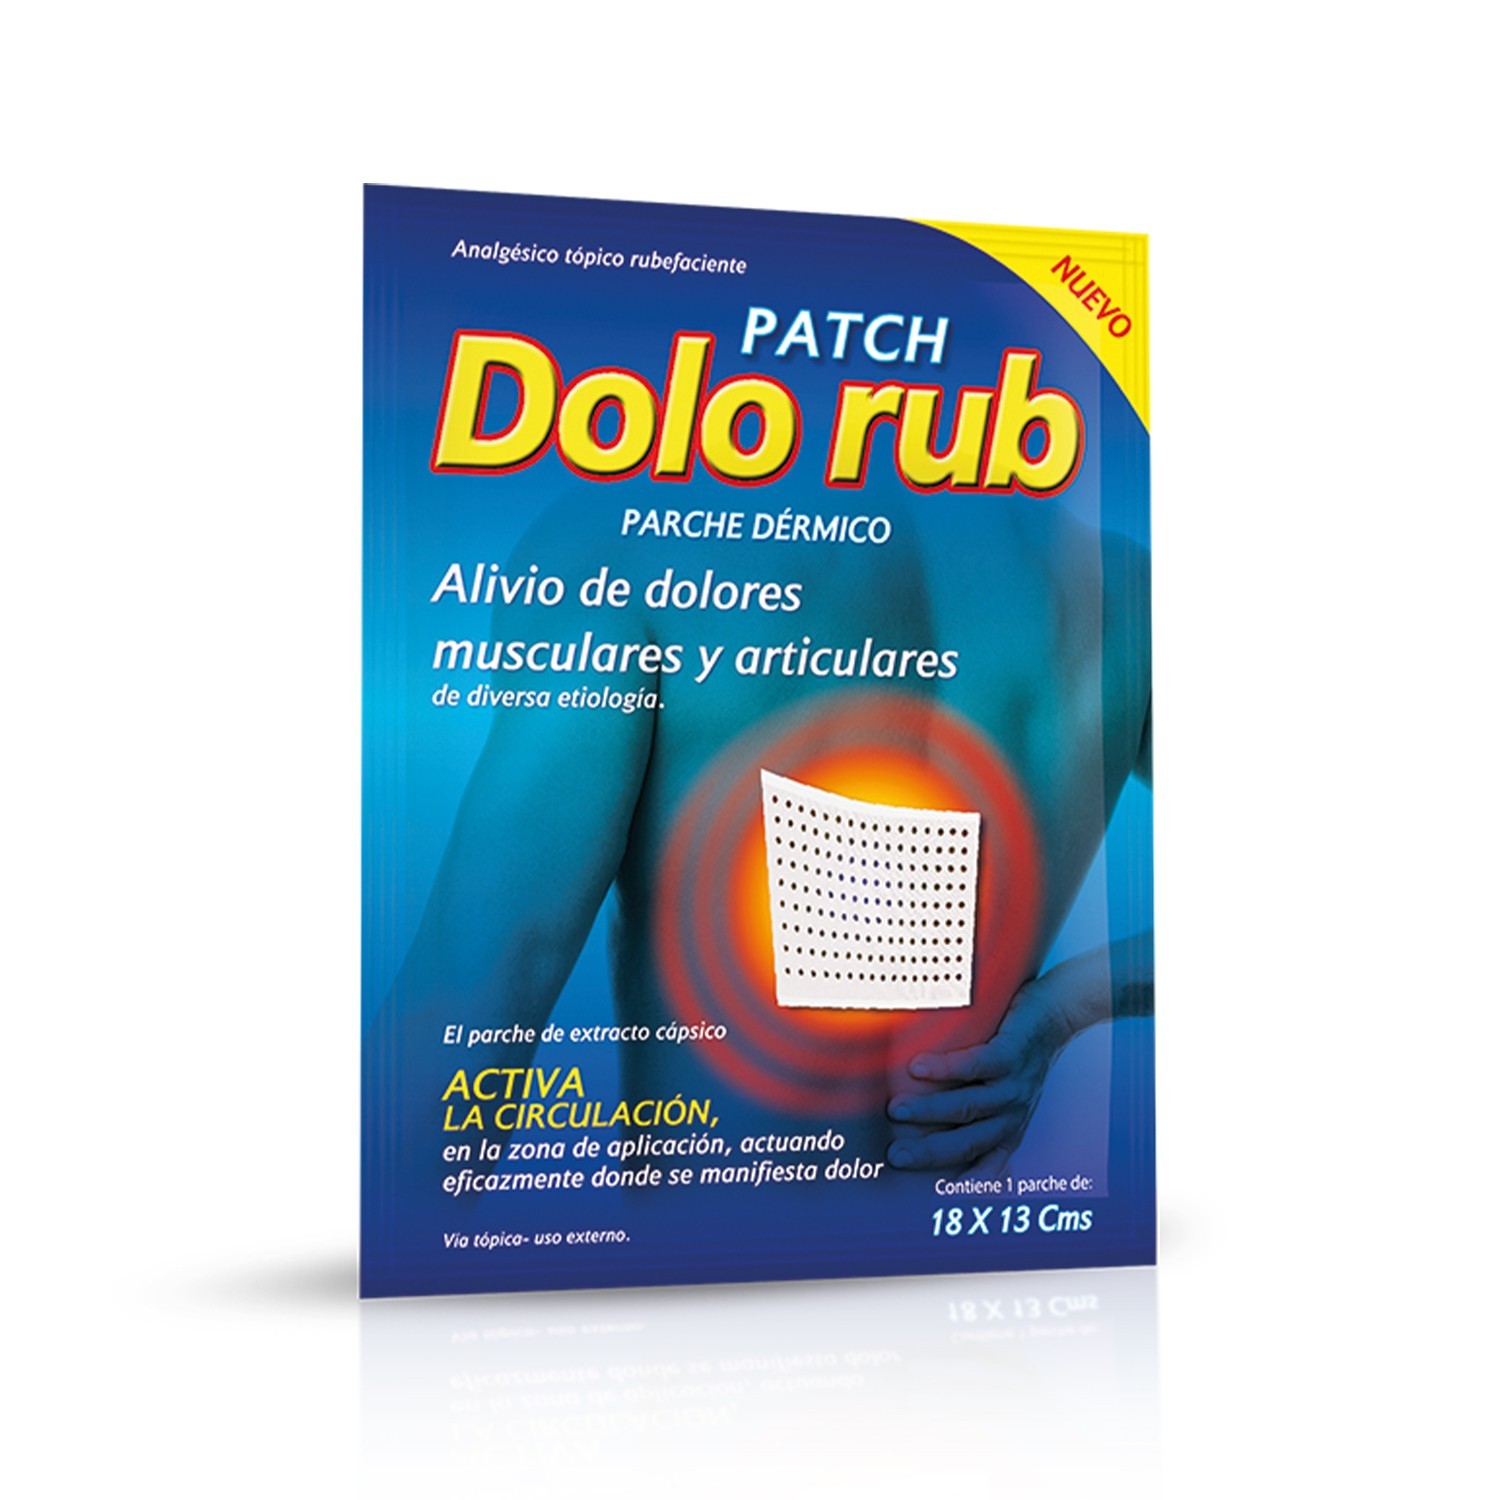 Analgésico tópico rubefaciente
NUEVO
PATCH
Dolo rub
PARCHE DÉRMICO
Alivio de dolores
musculares y articulares
de diversa etiología.
El parche de extracto cápsico
ACTIVA
LA CIRCULACIÓN,
en la zona de aplicación, actuando
eficazmente donde se manifiesta dolor
Contiene 1 parche de:
18 X 13 Cms
Vía tópica- uso externo.